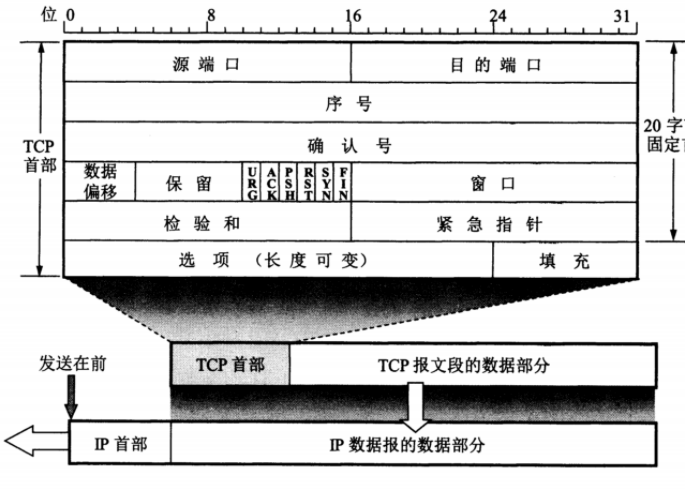 位 0 8 16 24 31
源端口 目的端口
序号
TCP 首部
确认号
20 字
固定
数据偏移 保留 URG ACK PSH RST SYN FIN 窗口
检验和 紧急指针
选项 (长度可变) 填充
发送在前
TCP 首部 TCP 报文段的数据部分
IP 首部 IP 数据报的数据部分